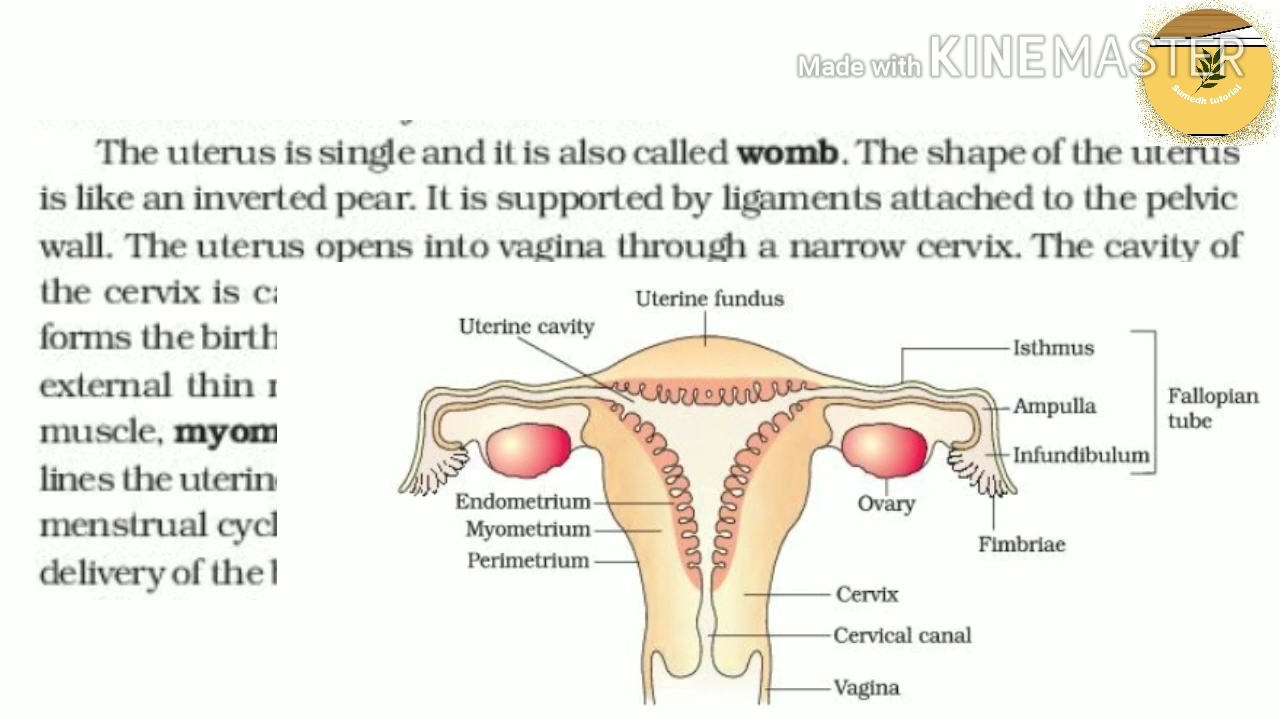 Made with KINEMASTER
Sumedh tutorial
The uterus is single and it is also called womb. The shape of the uterus
is like an inverted pear. It is supported by ligaments attached to the pelvic
wall. The uterus opens into vagina through a narrow cervix. The cavity of
the cervix is
forms the birth
external thin
muscle, myom
lines the uterin
menstrual cycl
delivery of the
Uterine fundus
Uterine cavity
Isthmus
Ampulla
Fallopian
tube
Infundibulum
Endometrium
Ovary
Myometrium
Fimbriae
Perimetrium
Cervix
Cervical canal
Vagina